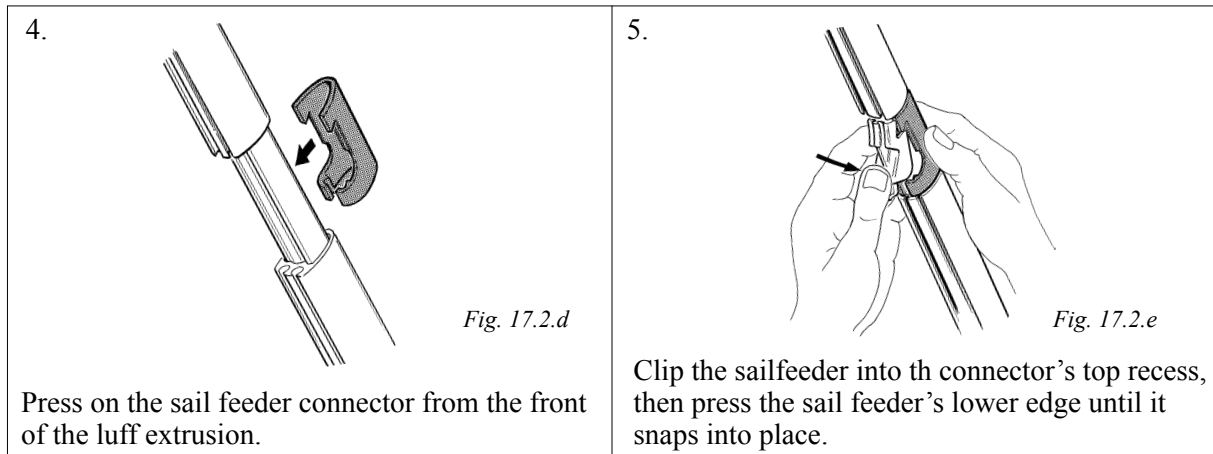 4.
Fig. 17.2.d
Press on the sail feeder connector from the front
of the luff extrusion.
5.
Fig. 17.2.e
Clip the sailfeeder into th connector’s top recess,
then press the sail feeder’s lower edge until it
snaps into place.